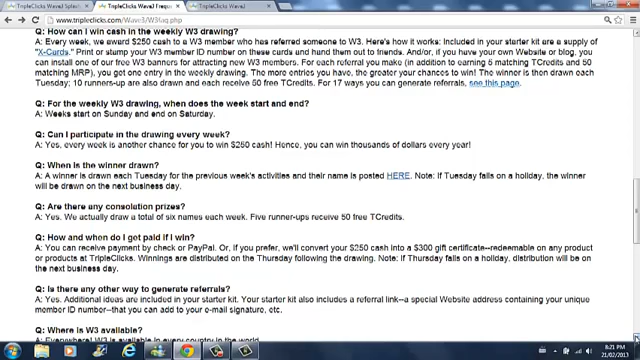 TripleClicks Wave3 Splash
TripleClicks Wave3 Frequ
TripleClicks Wave3
www.tripleclicks.com/Wave3/W3faq.php
Q: How can I win cash in the weekly W3 drawing?
A: Every week, we award $250 cash to a W3 member who has referred someone to W3. Here's how it works: Included in your starter kit are a supply of
"X-Cards." Print or stamp your W3 member ID number on these cards and hand them out to friends. And/or, if you have your own Website or blog, you
can install one of our free W3 banners for attracting new W3 members. For each referral you make (in addition to earning 5 matching TCredits and 50
matching MRP), you get one entry in the weekly drawing. The more entries you have, the greater your chances to win! The winner is then drawn each
Tuesday; 10 runners-up are also drawn and each receive 50 free TCredits. For 17 ways you can generate referrals, see this page.
Q: For the weekly W3 drawing, when does the week start and end?
A: Weeks start on Sunday and end on Saturday.
Q: Can I participate in the drawing every week?
A: Yes, every week is another chance for you to win $250 cash! Hence, you can win thousands of dollars every year!
Q: When is the winner drawn?
A: A winner is drawn each Tuesday for the previous week's activities and their name is posted HERE. Note: If Tuesday falls on a holiday, the winner
will be drawn on the next business day.
Q: Are there any consolation prizes?
A: Yes. We actually draw a total of six names each week. Five runner-ups receive 50 free TCredits.
Q: How and when do I get paid if I win?
A: You can receive payment by check or PayPal. Or, if you prefer, we'll convert your $250 cash into a $300 gift certificate--redeemable on any product
or products at TripleClicks. Winnings are distributed on the Thursday following the drawing. Note: if Thursday falls on a holiday, distribution will be on
the next business day.
Q: Is there any other way to generate referrals?
A: Yes. Additional ideas are included in your starter kit. Your starter kit also includes a referral link--a special Website address containing your unique
member ID number--that you can add to your e-mail signature, etc.
Q: Where is W3 available?
A: Everywhere! W3 is available in every country in the world.
8:21 PM
21/02/2013